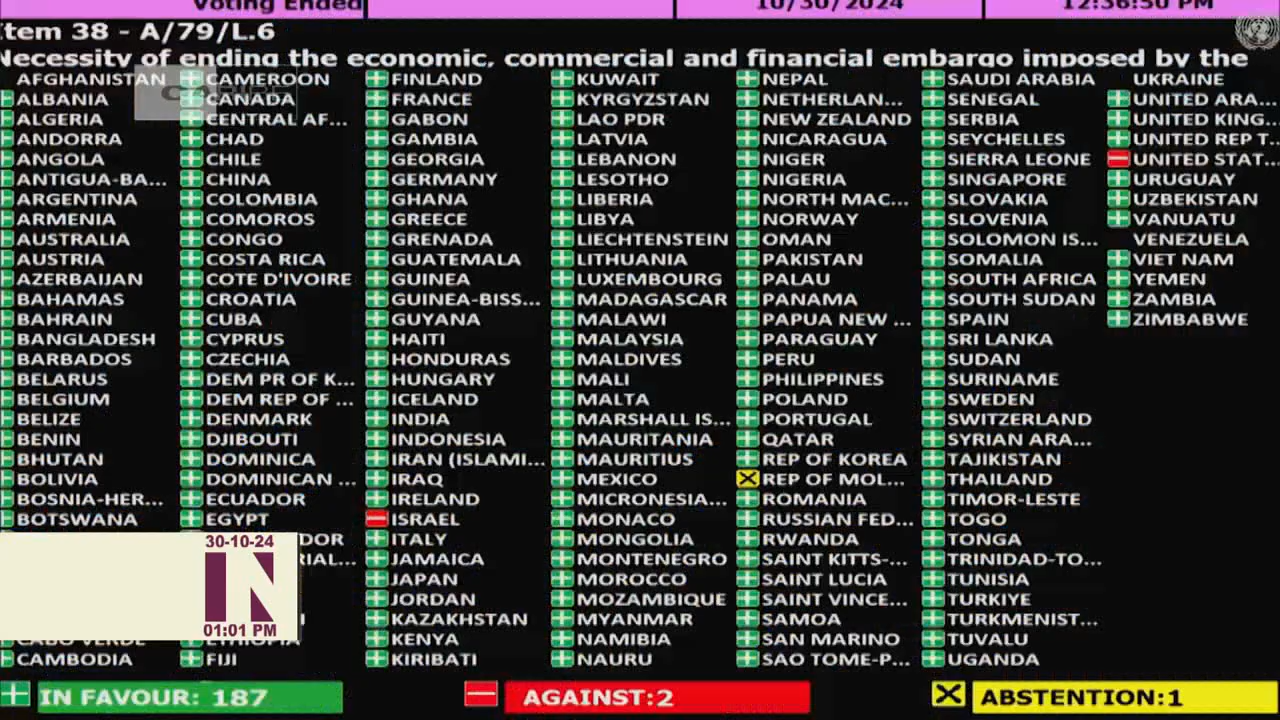 Voting Ended
10/30/2024
12:36:50 PM
Item 38 - A/79/L.6
Necessity of ending the economic, commercial and financial embargo imposed by the
AFGHANISTAN
ALBANIA
ALGERIA
ANDORRA
ANGOLA
ANTIGUA-BA...
ARGENTINA
ARMENIA
AUSTRALIA
AUSTRIA
AZERBAIJAN
BAHAMAS
BAHRAIN
BANGLADESH
BARBADOS
BELARUS
BELGIUM
BELIZE
BENIN
BHUTAN
BOLIVIA
BOSNIA-HER...
BOTSWANA
CABO VERDE
CAMBODIA
CAMEROON
CANADA
CENTRAL AF...
CHAD
CHILE
CHINA
COLOMBIA
COMOROS
CONGO
COSTA RICA
COTE D'IVOIRE
CROATIA
CUBA
CYPRUS
CZECHIA
DEM PR OF K...
DEM REP OF ...
DENMARK
DJIBOUTI
DOMINICA
DOMINICAN ...
ECUADOR
EGYPT
ETHIOPIA
FIJI
FINLAND
FRANCE
GABON
GAMBIA
GEORGIA
GERMANY
GHANA
GREECE
GRENADA
GUATEMALA
GUINEA
GUINEA-BISS...
GUYANA
HAITI
HONDURAS
HUNGARY
ICELAND
INDIA
INDONESIA
IRAN (ISLAMI...
IRAQ
IRELAND
ISRAEL
ITALY
JAMAICA
JAPAN
JORDAN
KAZAKHSTAN
KENYA
KIRIBATI
KUWAIT
KYRGYZSTAN
LAO PDR
LATVIA
LEBANON
LESOTHO
LIBERIA
LIBYA
LIECHTENSTEIN
LITHUANIA
LUXEMBOURG
MADAGASCAR
MALAWI
MALAYSIA
MALDIVES
MALI
MALTA
MARSHALL IS...
MAURITANIA
MAURITIUS
MEXICO
MICRONESIA...
MONACO
MONGOLIA
MONTENEGRO
MOROCCO
MOZAMBIQUE
MYANMAR
NAMIBIA
NAURU
NEPAL
NETHERLAN...
NEW ZEALAND
NICARAGUA
NIGER
NIGERIA
NORTH MAC...
NORWAY
OMAN
PAKISTAN
PALAU
PANAMA
PAPUA NEW ...
PARAGUAY
PERU
PHILIPPINES
POLAND
PORTUGAL
QATAR
REP OF KOREA
REP OF MOL...
ROMANIA
RUSSIAN FED...
RWANDA
SAINT KITTS-...
SAINT LUCIA
SAINT VINCE...
SAMOA
SAN MARINO
SAO TOME-P...
SAUDI ARABIA
SENEGAL
SERBIA
SEYCHELLES
SIERRA LEONE
SINGAPORE
SLOVAKIA
SLOVENIA
SOLOMON IS...
SOMALIA
SOUTH AFRICA
SOUTH SUDAN
SPAIN
SRI LANKA
SUDAN
SURINAME
SWEDEN
SWITZERLAND
SYRIAN ARA...
TAJIKISTAN
THAILAND
TIMOR-LESTE
TOGO
TONGA
TRINIDAD-TO...
TUNISIA
TURKIYE
TURKMENIST...
TUVALU
UGANDA
UKRAINE
UNITED ARA...
UNITED KING...
UNITED REP T...
UNITED STAT...
URUGUAY
UZBEKISTAN
VANUATU
VENEZUELA
VIET NAM
YEMEN
ZAMBIA
ZIMBABWE
30-10-24
IN
01:01 PM
IN FAVOUR: 187
AGAINST:2
ABSTENTION:1